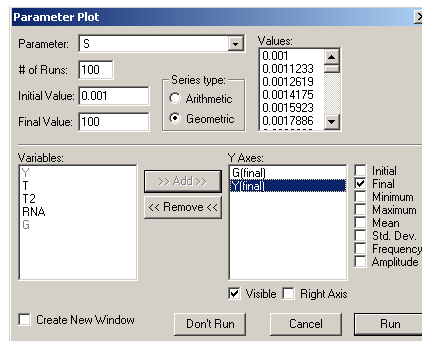 Parameter Plot
Parameter: S
# of Runs: 100
Initial Value: 0.001
Final Value: 100
Series type:
Arithmetic
Geometric
Values:
0.001
0.0011233
0.0012619
0.0014175
0.0015923
0.0017886
Variables:
Y
T
T2
RNA
G
>> Add >>
<< Remove <<
Y Axes:
G(final)
Y(final)
Initial
Final
Minimum
Maximum
Mean
Std. Dev.
Frequency
Amplitude
Visible
Right Axis
Create New Window
Don't Run
Cancel
Run